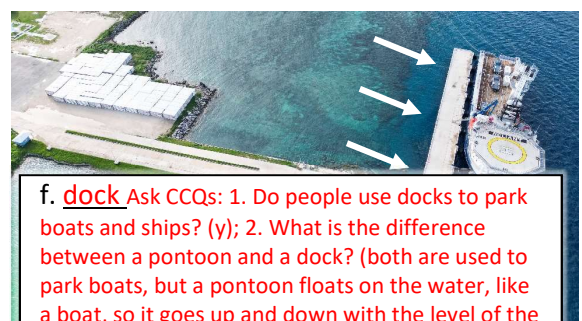 f. dock Ask CCQs: 1. Do people use docks to park
boats and ships? (y); 2. What is the difference
between a pontoon and a dock? (both are used to
park boats, but a pontoon floats on the water, like
a boat, so it goes up and down with the level of the